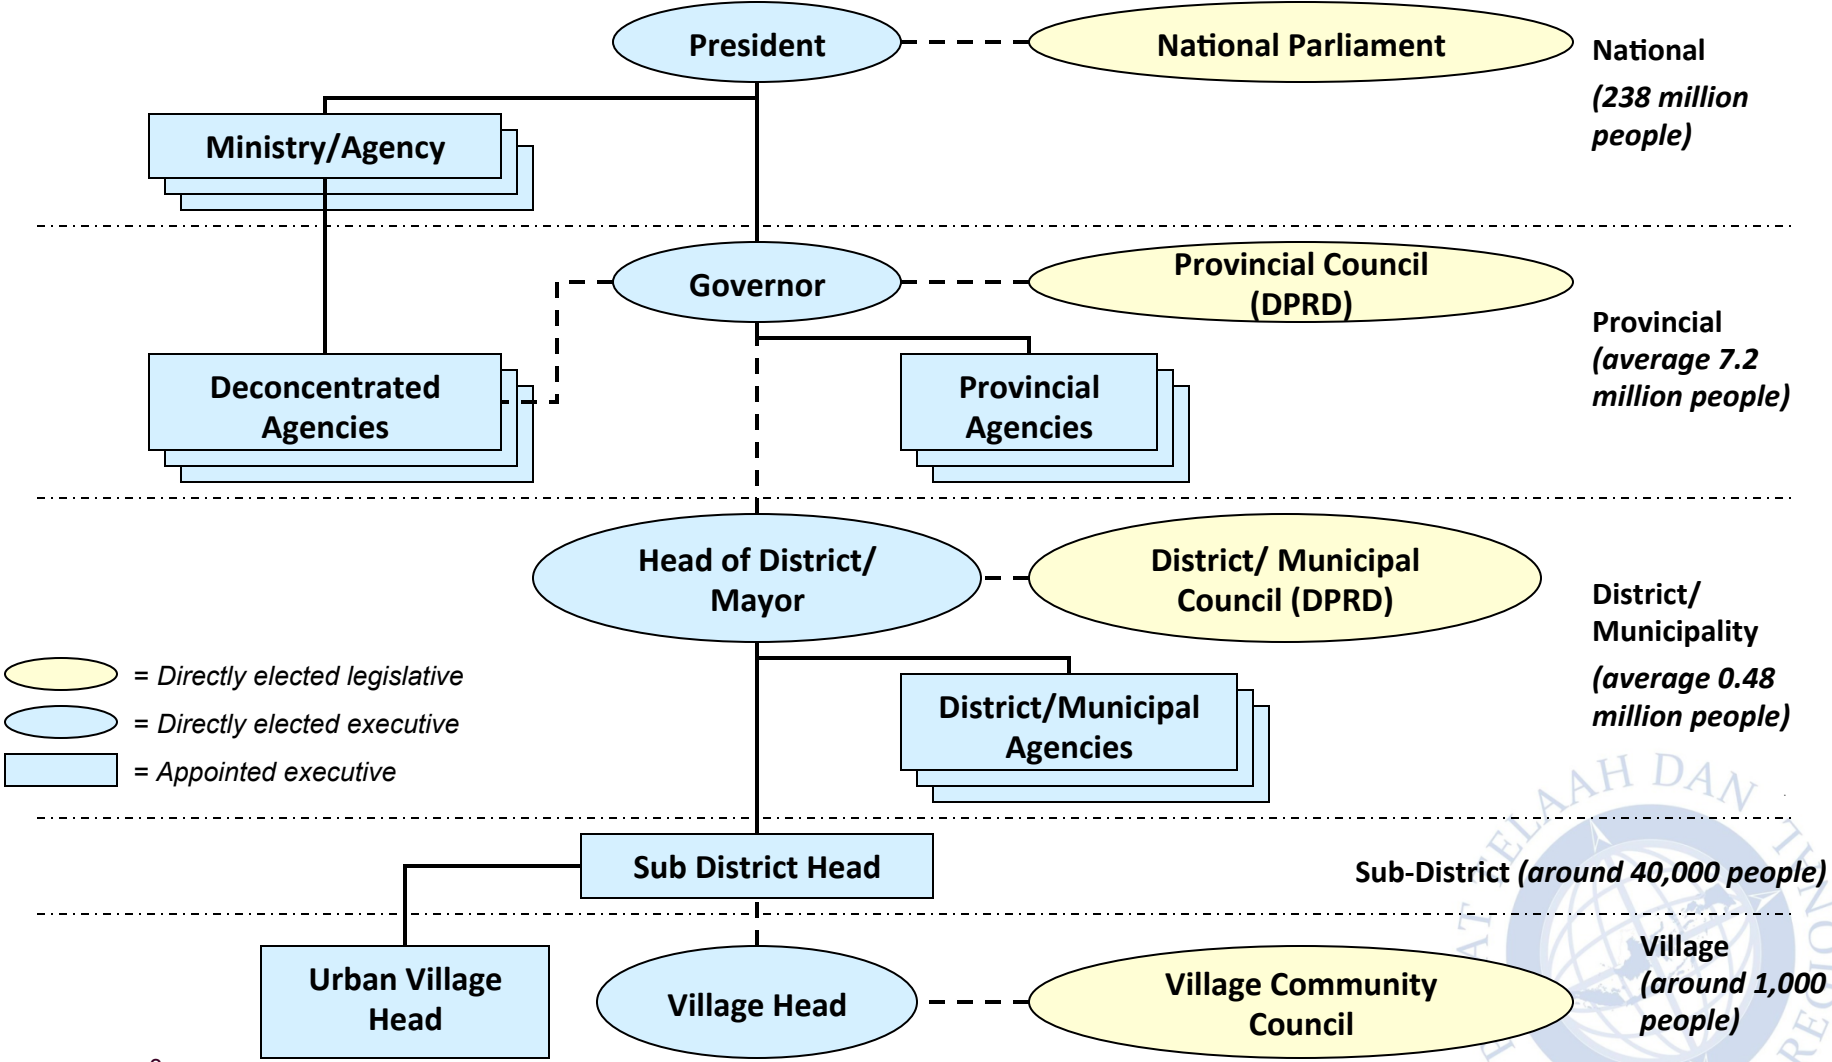 President
National Parliament
National
(238 million
people)
Ministry/Agency
Governor
Provincial Council
(DPRD)
Provincial
(average 7.2
million people)
Deconcentrated
Agencies
Provincial
Agencies
Head of District/
Mayor
District/ Municipal
Council (DPRD)
District/
Municipality
(average 0.48
million people)
= Directly elected legislative
= Directly elected executive
= Appointed executive
District/Municipal
Agencies
Sub District Head
Sub-District (around 40,000 people)
Urban Village
Head
Village Head
Village Community
Council
Village
(around 1,000
people)
TELAAH DAN